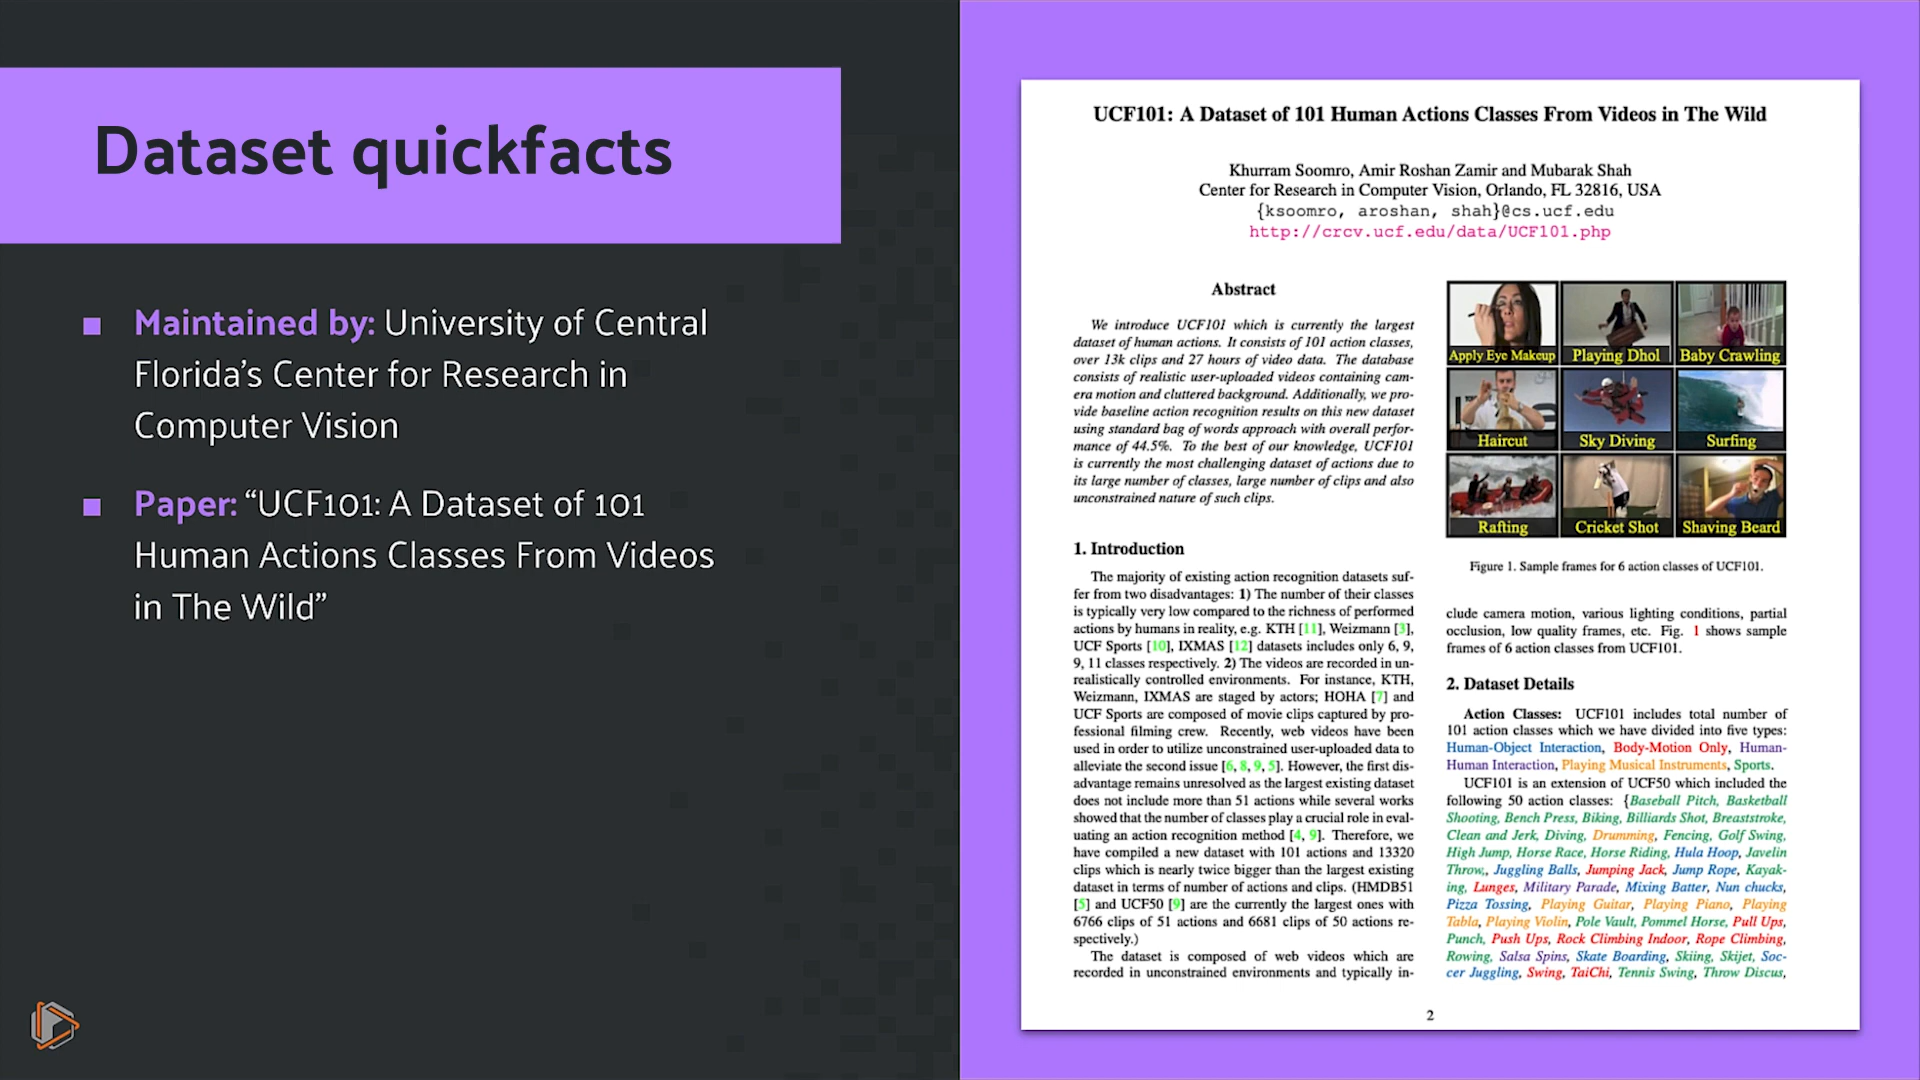 Dataset quickfacts
Maintained by: University of Central
Florida's Center for Research in
Computer Vision
Paper: “UCF101: A Dataset of 101
Human Actions Classes From Videos
in The Wild”
UCF101: A Dataset of 101 Human Actions Classes From Videos in The Wild
Khurram Soomro, Amir Roshan Zamir and Mubarak Shah
Center for Research in Computer Vision, Orlando, FL 32816, USA
{ksoomro, aroshan, shah}@cs.ucf.edu
http://crcv.ucf.edu/data/UCF101.php
Abstract
We introduce UCF101 which is currently the largest
dataset of human actions. It consists of 101 action classes,
over 13k clips and 27 hours of video data. The database
consists of realistic user-uploaded videos containing cam-
era motion and cluttered background. Additionally, we pro-
vide baseline action recognition results on this new dataset
using standard bag of words approach with overall perfor-
mance of 44.5%. To the best of our knowledge, UCF101
is currently the most challenging dataset of actions due to
its large number of classes, large number of clips and also
unconstrained nature of such clips.
1. Introduction
The majority of existing action recognition datasets suf-
fer from two disadvantages: 1) The number of their classes
is typically very low compared to the richness of performed
actions by humans in reality, e.g. KTH [11], Weizmann [3],
UCF Sports [10], IXMAS [12] datasets includes only 6, 9,
9, 11 classes respectively. 2) The videos are recorded in un-
realistically controlled environments. For instance, KTH,
Weizmann, IXMAS are staged by actors; HOHA [7] and
UCF Sports are composed of movie clips captured by pro-
fessional filming crew. Recently, web videos have been
used in order to utilize unconstrained user-uploaded data to
alleviate the second issue [6, 8, 9, 5]. However, the first dis-
advantage remains unresolved as the largest existing dataset
does not include more than 51 actions while several works
showed that the number of classes play a crucial role in eval-
uating an action recognition method [4, 9]. Therefore, we
have compiled a new dataset with 101 actions and 13320
clips which is nearly twice bigger than the largest existing
dataset in terms of number of actions and clips. (HMDB51
[5] and UCF50 [9] are the currently the largest ones with
6766 clips of 51 actions and 6681 clips of 50 actions re-
spectively.)
The dataset is composed of web videos which are
recorded in unconstrained environments and typically in-
Apply Eye Makeup Playing Dhol Baby Crawling
Haircut Sky Diving Surfing
Rafting Cricket Shot Shaving Beard
Figure 1. Sample frames for 6 action classes of UCF101.
clude camera motion, various lighting conditions, partial
occlusion, low quality frames, etc. Fig. 1 shows sample
frames of 6 action classes from UCF101.
2. Dataset Details
Action Classes: UCF101 includes total number of
101 action classes which we have divided into five types:
Human-Object Interaction, Body-Motion Only, Human-
Human Interaction, Playing Musical Instruments, Sports.
UCF101 is an extension of UCF50 which included the
following 50 action classes: {Baseball Pitch, Basketball
Shooting, Bench Press, Biking, Billiards Shot, Breaststroke,
Clean and Jerk, Diving, Drumming, Fencing, Golf Swing,
High Jump, Horse Race, Horse Riding, Hula Hoop, Javelin
Throw,, Juggling Balls, Jumping Jack, Jump Rope, Kayak-
ing, Lunges, Military Parade, Mixing Batter, Nun chucks,
Pizza Tossing, Playing Guitar, Playing Piano, Playing
Tabla, Playing Violin, Pole Vault, Pommel Horse, Pull Ups,
Punch, Push Ups, Rock Climbing Indoor, Rope Climbing,
Rowing, Salsa Spins, Skate Boarding, Skiing, Skijet, Soc-
cer Juggling, Swing, TaiChi, Tennis Swing, Throw Discus,
2